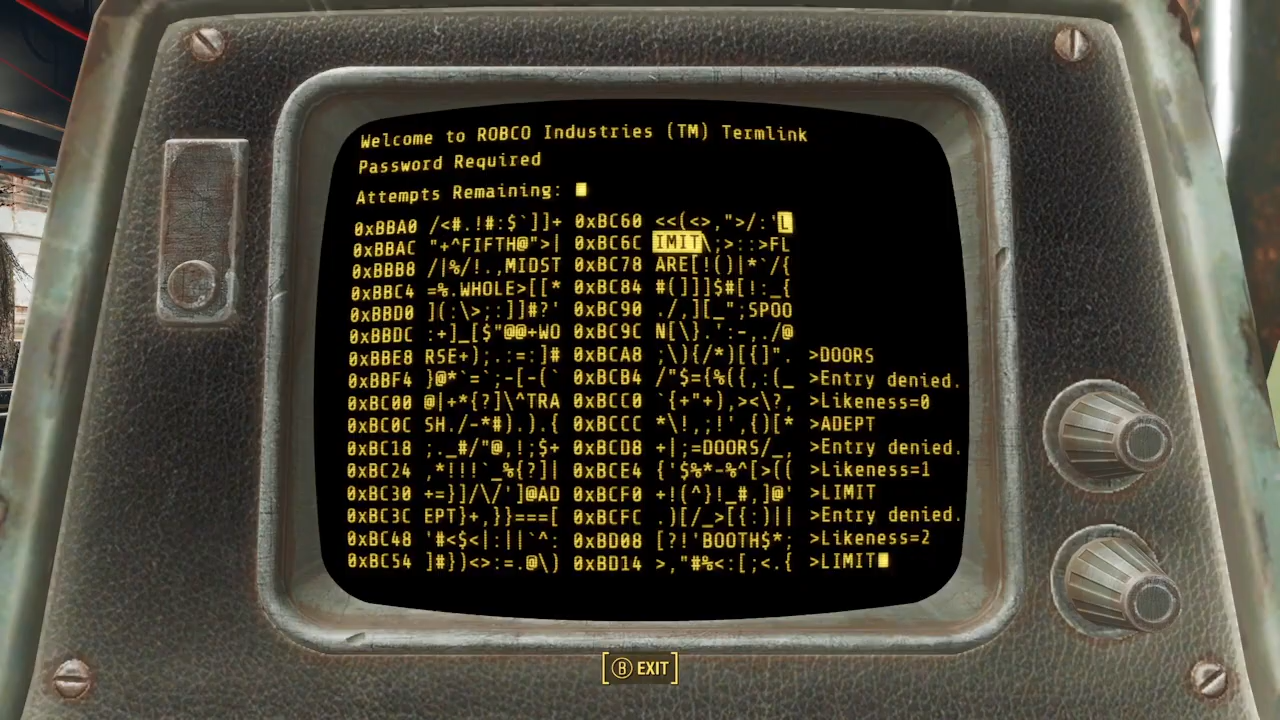 Welcome to ROBCO Industries (TM) Termlink
Password Required
Attempts Remaining: ■
0xBBA0 /<#.!#:$`]]+ 0xBC60 <<(<>,">/:'L
0xBBAC "+^FIFTH@">| 0xBC6C IMIT\;>::>FL
0xBBB8 /|%/!.,MIDST 0xBC78 ARE[!()|*`/{
0xBBC4 =%.WHOLE>[[* 0xBC84 #(]]]$#[!:_{
0xBBD0 ](:\>;:]]#?' 0xBC90 ./,][_";SPOO
0xBBDC :+]_[$"@@+WO 0xBC9C N[\}.':-,./@
0xBBE8 RSE+);.:=:]# 0xBCA8 ;\){/*)[{]". >DOORS
0xBBF4 }@*`=`;-[-(` 0xBCB4 /"$={%({,:(_ >Entry denied.
0xBC00 @|+*{?]\^TRA 0xBCC0 `{+"+),><\?, >Likeness=0
0xBC0C SH./-*#).).{ 0xBCCC *\!,;!',{)[* >ADEPT
0xBC18 ;._#/"@,!;$+ 0xBCD8 +|;=DOORS/_, >Entry denied.
0xBC24 ,*!!!`_%{?]| 0xBCE4 {'$%*-%^[>(( >Likeness=1
0xBC30 +=}]/\/']@AD 0xBCF0 +!(^}!_#,]@' >LIMIT
0xBC3C EPT}+,}}===[ 0xBCFC .)[/_>[{:)|| >Entry denied.
0xBC48 '#<$<|:||`^: 0xBD08 [?!'BOOTH$*; >Likeness=2
0xBC54 ]#})<>:=.@\) 0xBD14 >,"#%<:[;<.{ >LIMIT■
[Ⓑ EXIT]